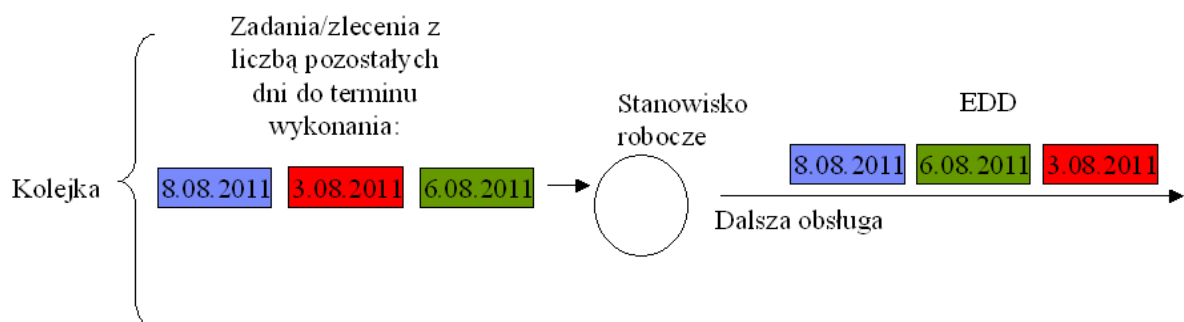 Zadania/zlecenia z
liczbą pozostałych
dni do terminu
wykonania:
Kolejka
8.08.2011 3.08.2011 6.08.2011
Stanowisko
robocze
EDD
8.08.2011 6.08.2011 3.08.2011
Dalsza obsługa